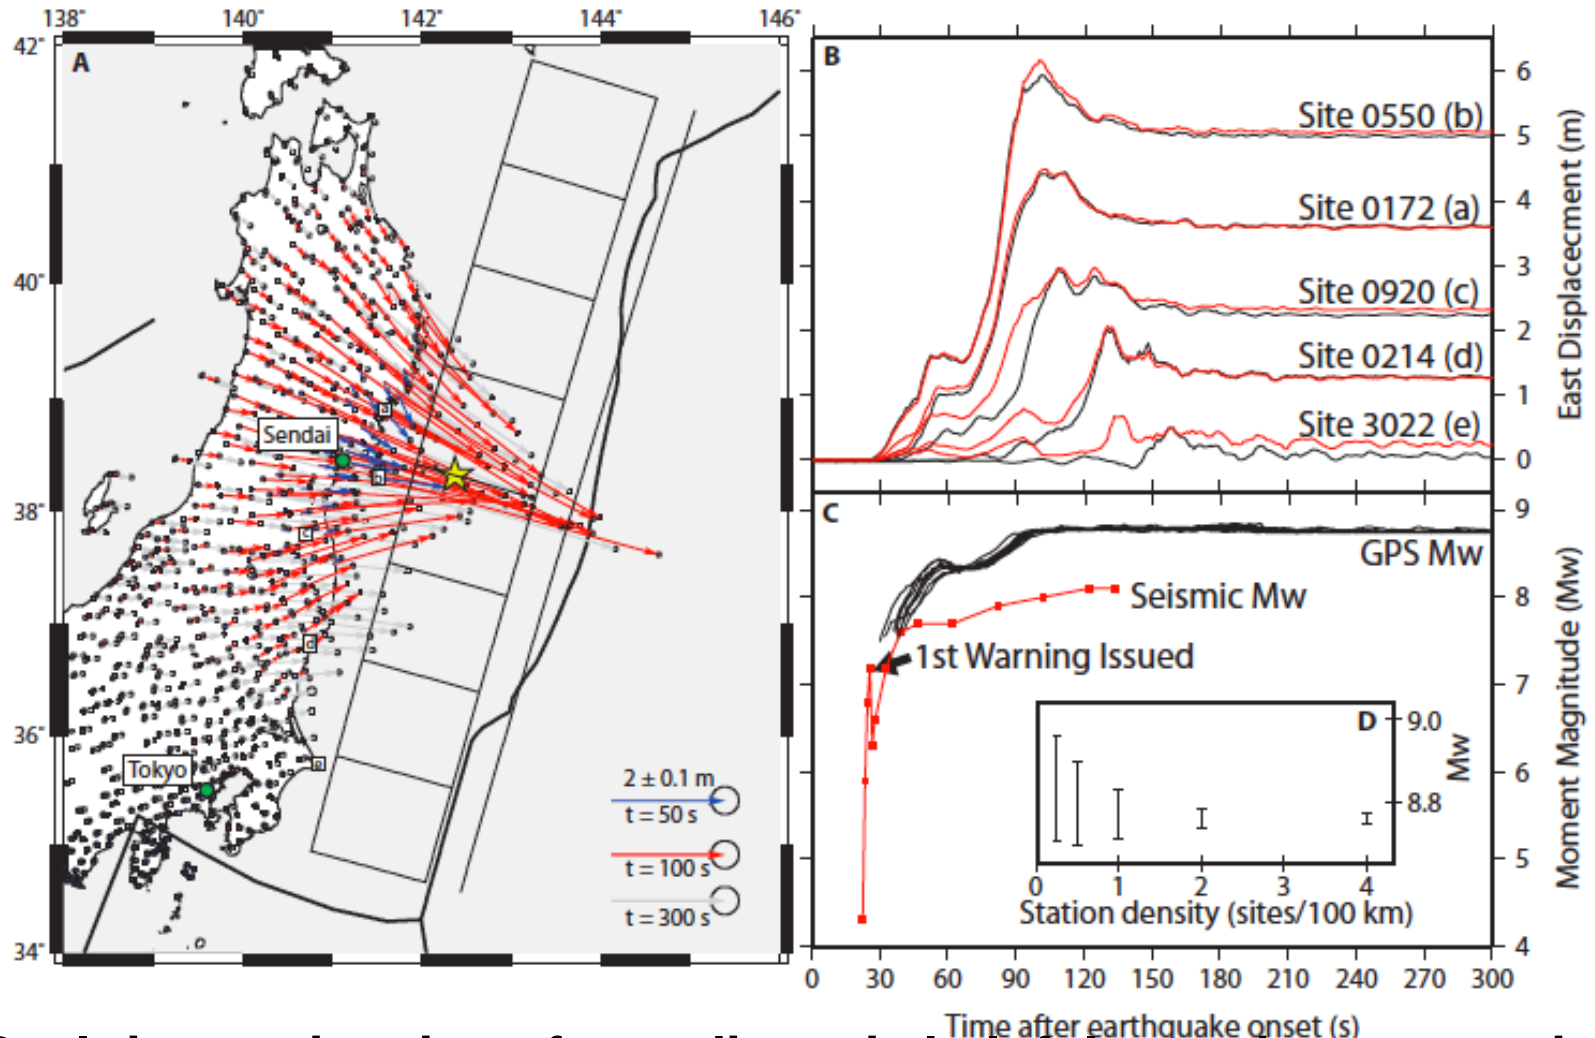 138° 140° 142° 144° 146°
42°
40°
38°
36°
34°
A
Sendai
Tokyo
a
b
c
d
e
2 ± 0.1 m
t = 50 s
t = 100 s
t = 300 s
B
Site 0550 (b)
Site 0172 (a)
Site 0920 (c)
Site 0214 (d)
Site 3022 (e)
6
5
4
3
2
1
0
East Displacecment (m)
C
GPS Mw
Seismic Mw
1st Warning Issued
9
8
7
6
5
4
Moment Magnitude (Mw)
D
9.0
8.8
Mw
0 1 2 3 4
Station density (sites/100 km)
0 30 60 90 120 150 180 210 240 270 300
Time after earthquake onset (s)